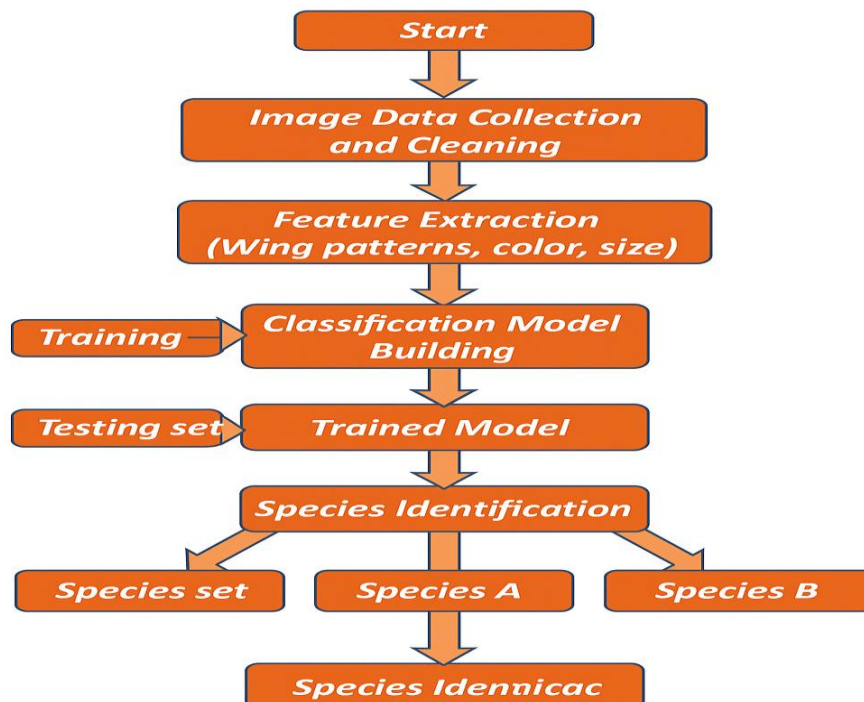 Start
Image Data Collection
and Cleaning
Feature Extraction
(Wing patterns, color, size)
Training
Classification Model
Building
Testing set
Trained Model
Species Identification
Species set
Species A
Species B
Species